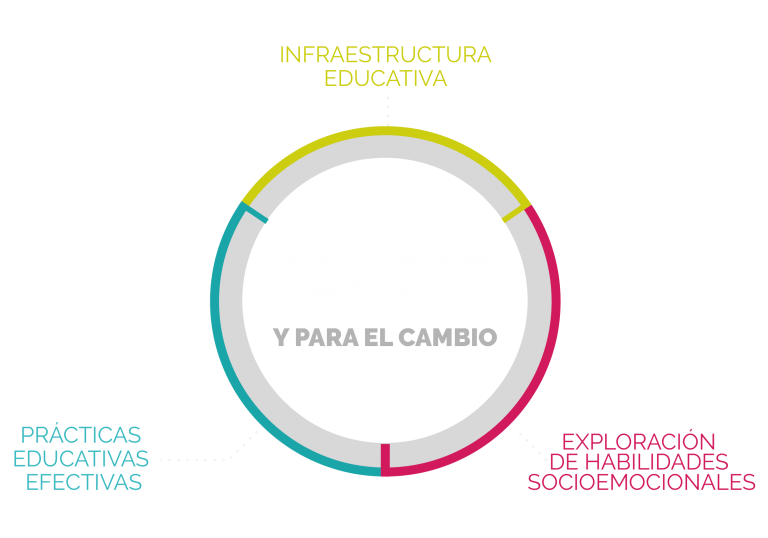 INFRAESTRUCTURA
EDUCATIVA
Y PARA EL CAMBIO
PRÁCTICAS
EDUCATIVAS
EFECTIVAS
EXPLORACIÓN
DE HABILIDADES
SOCIOEMOCIONALES